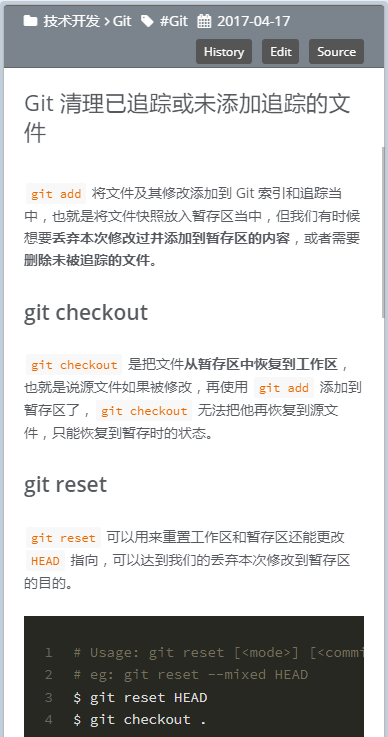 技术开发 > Git #Git 2017-04-17
History Edit Source
Git 清理已追踪或未添加追踪的文
件
git add 将文件及其修改添加到 Git 索引和追踪当
中，也就是将文件快照放入暂存区当中，但我们有时候
想要丢弃本次修改过并添加到暂存区的内容，或者需要
删除未被追踪的文件。
git checkout
git checkout 是把文件从暂存区中恢复到工作区，
也就是说源文件如果被修改，再使用 git add 添加到
暂存区了， git checkout 无法把他再恢复到源文
件，只能恢复到暂存时的状态。
git reset
git reset 可以用来重置工作区和暂存区还能更改
HEAD 指向，可以达到我们的丢弃本次修改到暂存区
的目的。
1 # Usage: git reset [<mode>] [<commi
2 # eg: git reset --mixed HEAD
3 $ git reset HEAD
4 $ git checkout .